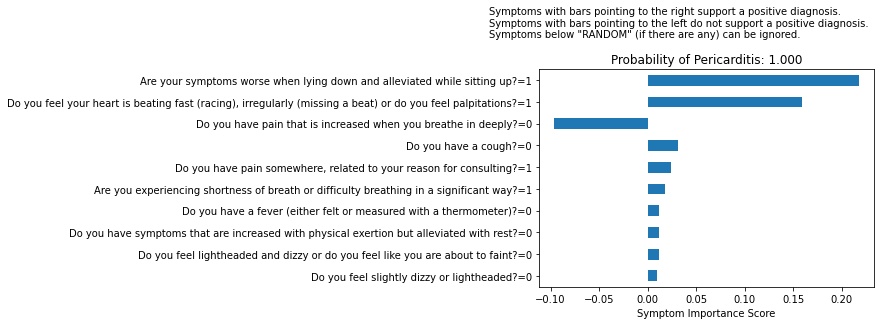 Symptoms with bars pointing to the right support a positive diagnosis.
Symptoms with bars pointing to the left do not support a positive diagnosis.
Symptoms below "RANDOM" (if there are any) can be ignored.
Probability of Pericarditis: 1.000
Are your symptoms worse when lying down and alleviated while sitting up?=1
Do you feel your heart is beating fast (racing), irregularly (missing a beat) or do you feel palpitations?=1
Do you have pain that is increased when you breathe in deeply?=0
Do you have a cough?=0
Do you have pain somewhere, related to your reason for consulting?=1
Are you experiencing shortness of breath or difficulty breathing in a significant way?=1
Do you have a fever (either felt or measured with a thermometer)?=0
Do you have symptoms that are increased with physical exertion but alleviated with rest?=0
Do you feel lightheaded and dizzy or do you feel like you are about to faint?=0
Do you feel slightly dizzy or lightheaded?=0
−0.10 −0.05 0.00 0.05 0.10 0.15 0.20
Symptom Importance Score